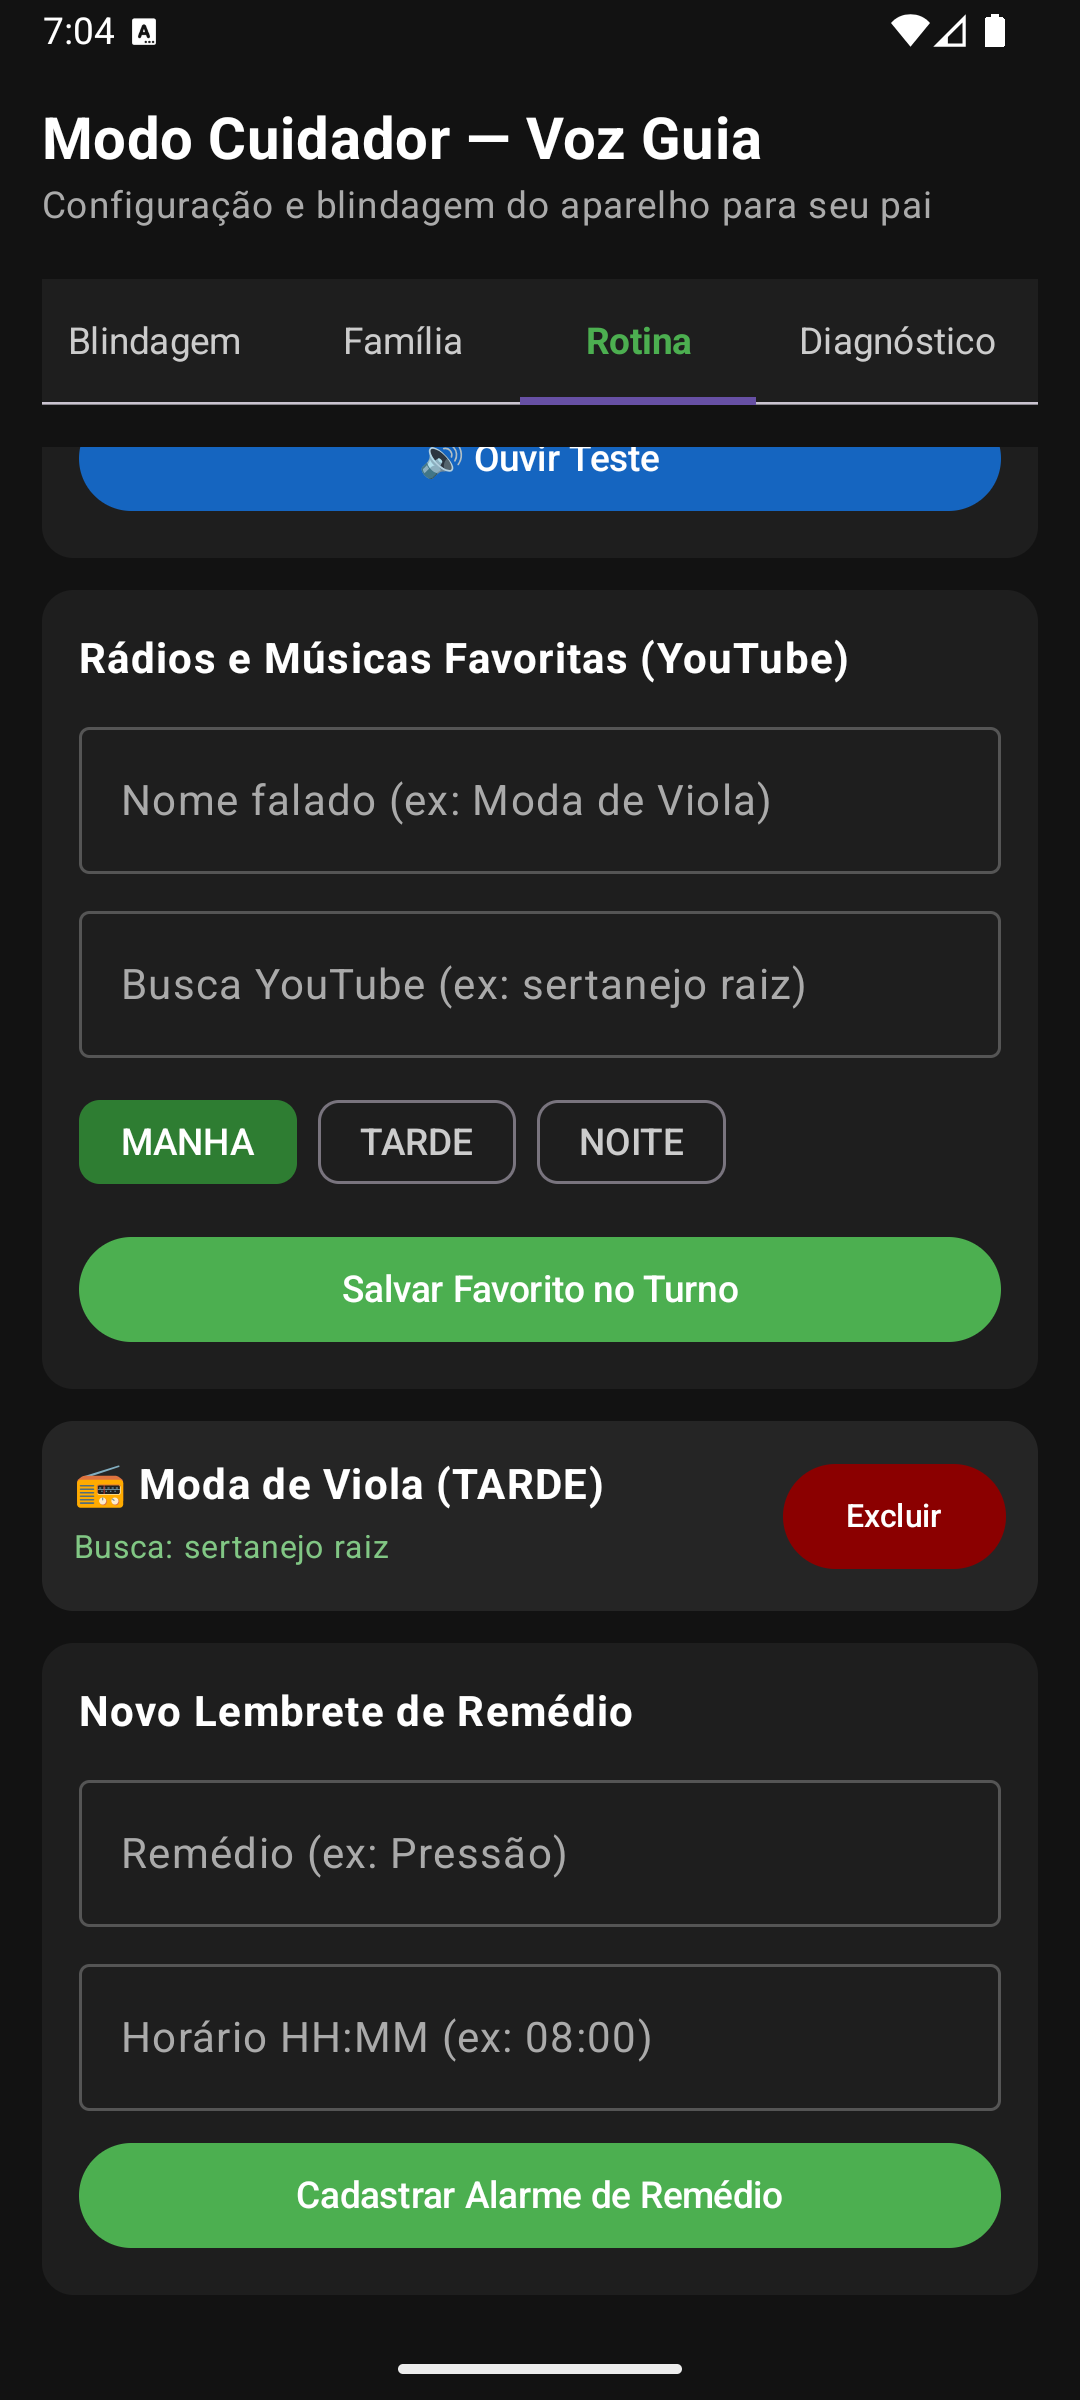 7:04
Modo Cuidador — Voz Guia
Configuração e blindagem do aparelho para seu pai
Blindagem
Família
Rotina
Diagnóstico
🔊 Ouvir Teste
Rádios e Músicas Favoritas (YouTube)
Nome falado (ex: Moda de Viola)
Busca YouTube (ex: sertanejo raiz)
MANHA
TARDE
NOITE
Salvar Favorito no Turno
📻 Moda de Viola (TARDE)
Busca: sertanejo raiz
Excluir
Novo Lembrete de Remédio
Remédio (ex: Pressão)
Horário HH:MM (ex: 08:00)
Cadastrar Alarme de Remédio